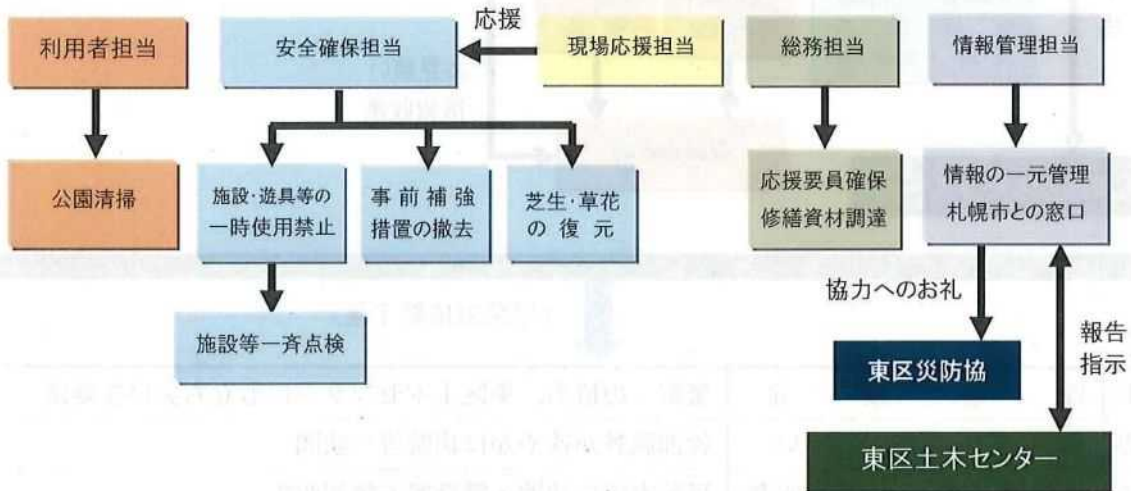 応援
利用者担当
安全確保担当
現場応援担当
総務担当
情報管理担当
公園清掃
施設・遊具等の
一時使用禁止
事前補強
措置の撤去
芝生・草花
の復元
応援要員確保
修繕資材調達
情報の一元管理
札幌市との窓口
施設等一斉点検
協力へのお礼
報告
指示
東区災防協
東区土木センター